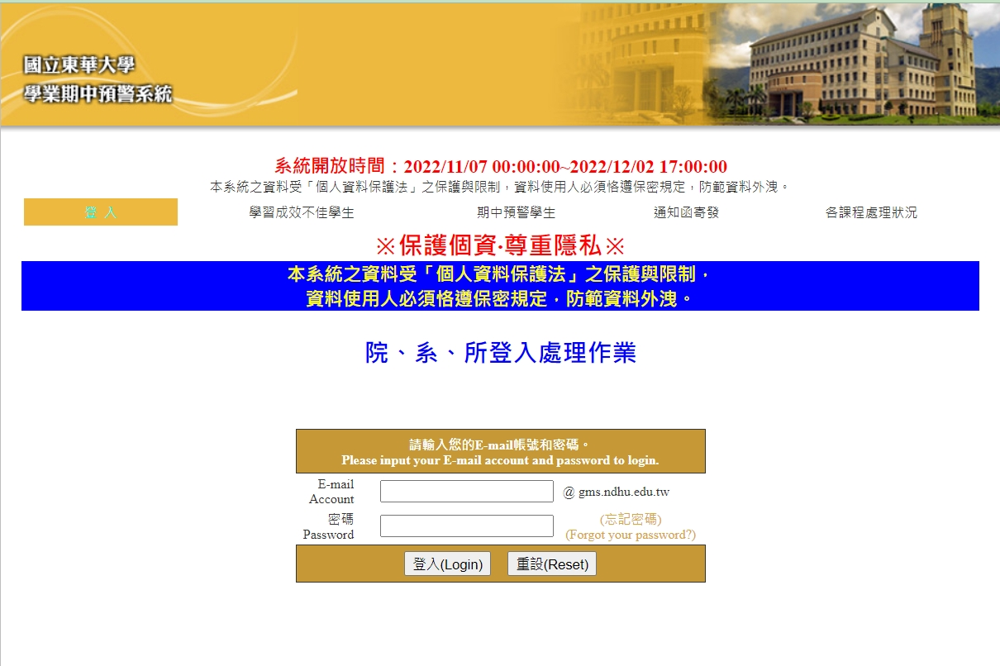 國立東華大學
學業期中預警系統
系統開放時間：2022/11/07 00:00:00~2022/12/02 17:00:00
本系統之資料受「個人資料保護法」之保護與限制，資料使用人必須恪遵保密規定，防範資料外洩。
登 入 學習成效不佳學生 期中預警學生 通知函寄發 各課程處理狀況
※保護個資‧尊重隱私※
本系統之資料受「個人資料保護法」之保護與限制，
資料使用人必須恪遵保密規定，防範資料外洩。
院、系、所登入處理作業
請輸入您的E-mail帳號和密碼。
Please input your E-mail account and password to login.
E-mail
Account @ gms.ndhu.edu.tw
密碼 (忘記密碼)
Password (Forgot your password?)
登入(Login) 重設(Reset)